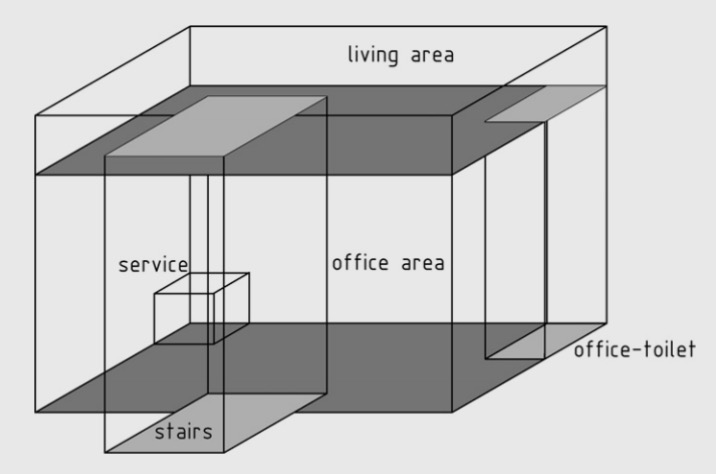 living area
service
office area
office-toilet
stairs